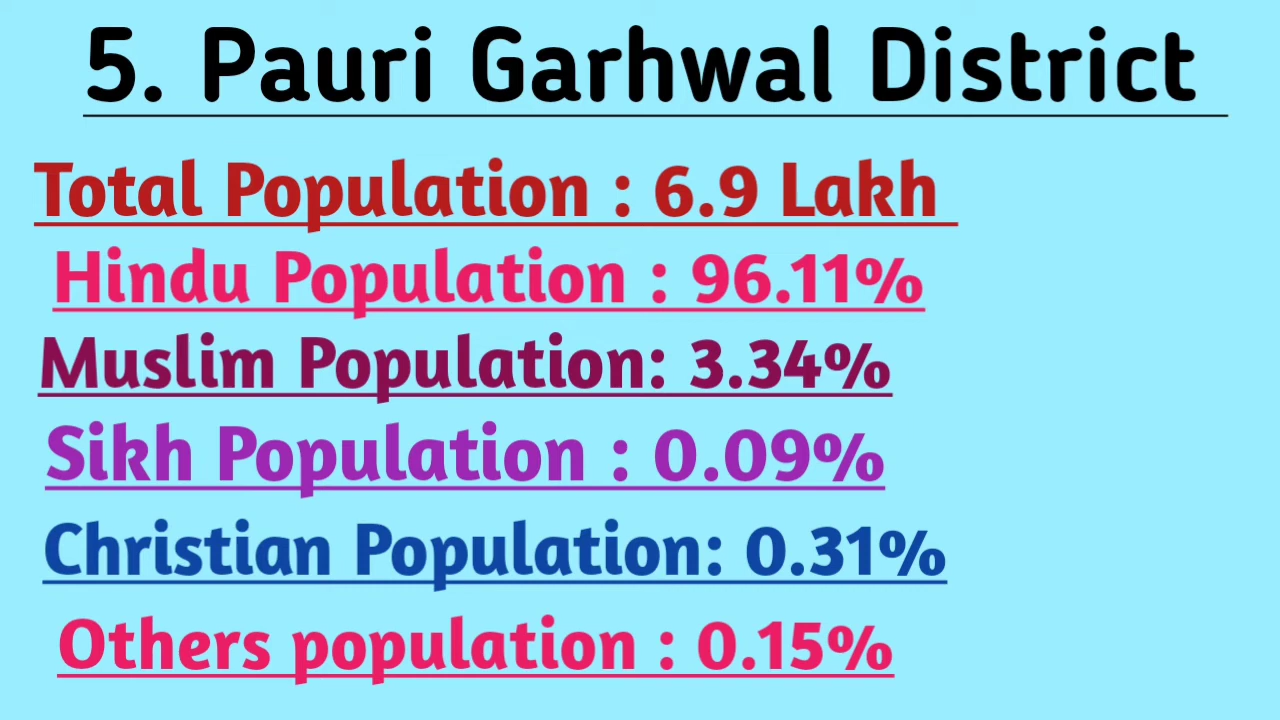 5. Pauri Garhwal District
Total Population : 6.9 Lakh
Hindu Population : 96.11%
Muslim Population: 3.34%
Sikh Population : 0.09%
Christian Population: 0.31%
Others population : 0.15%